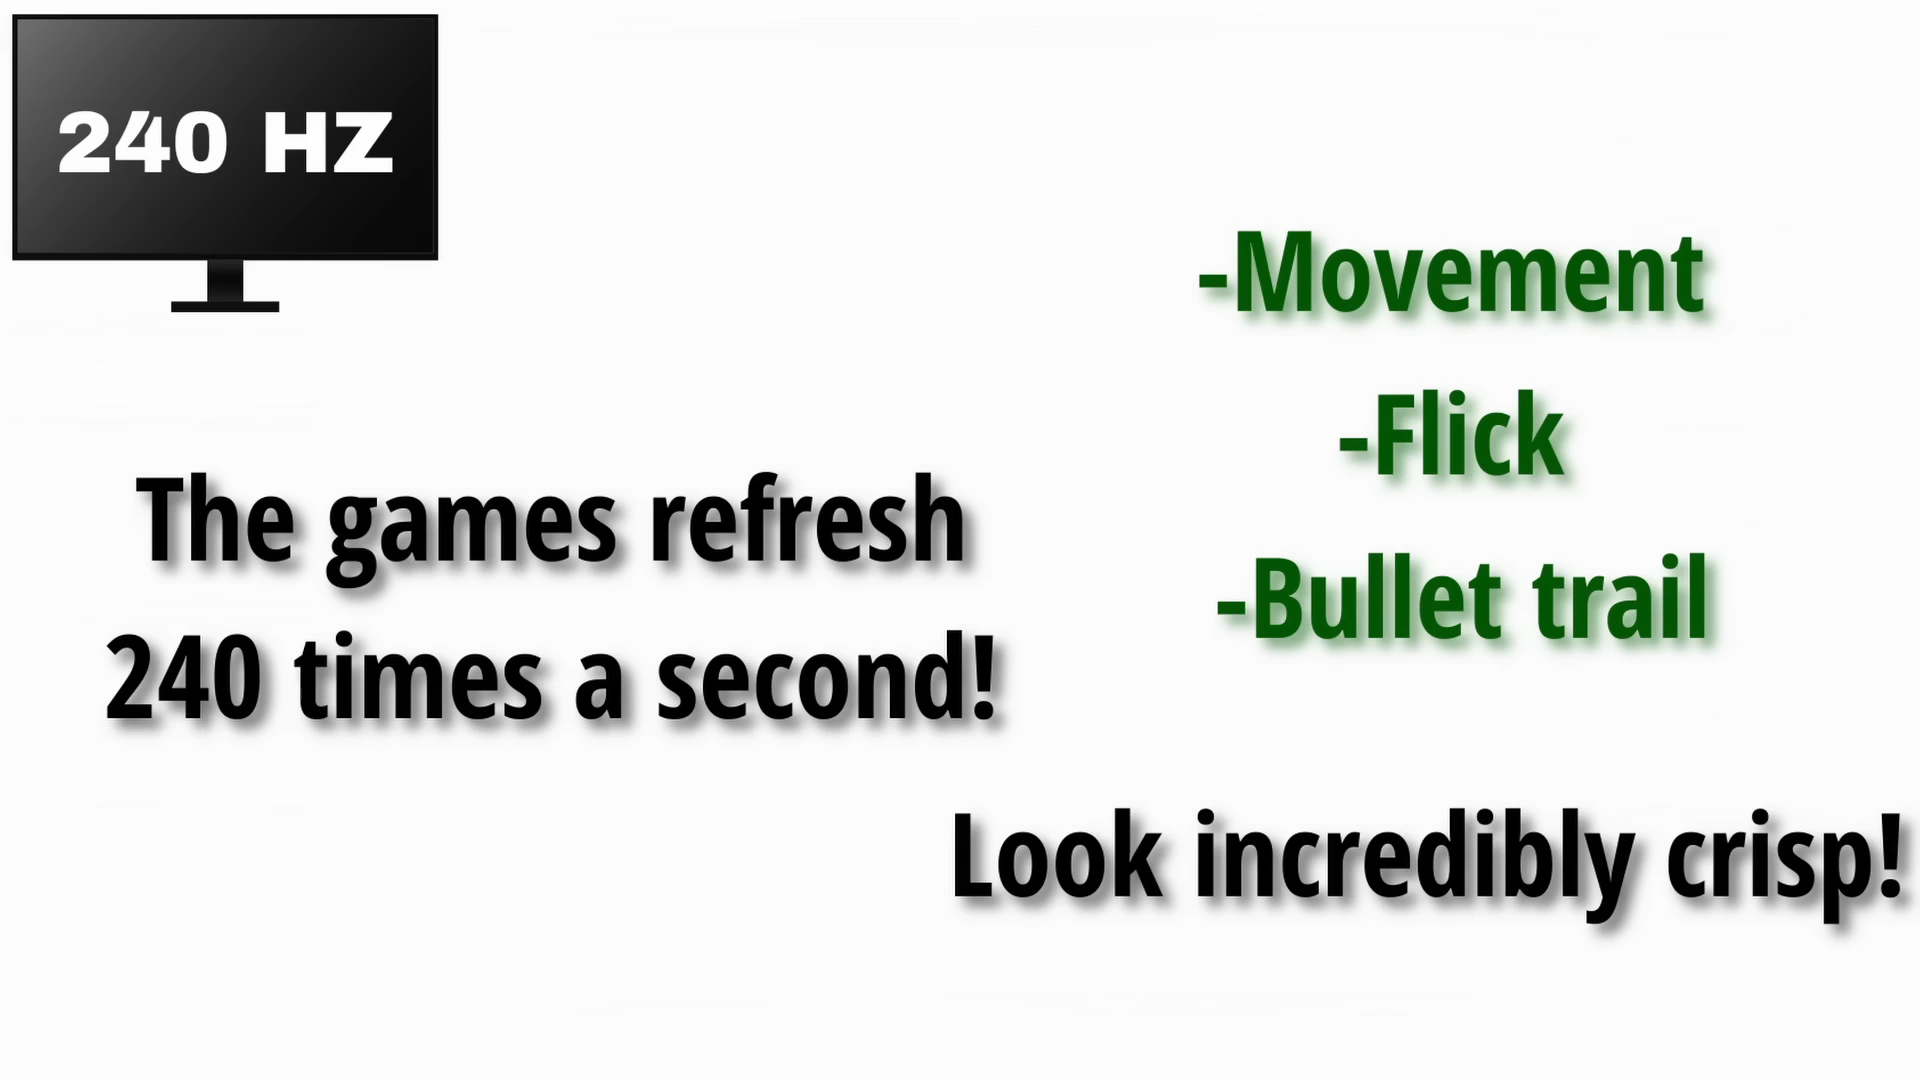 240 HZ
The games refresh
240 times a second!
-Movement
-Flick
-Bullet trail
Look incredibly crisp!